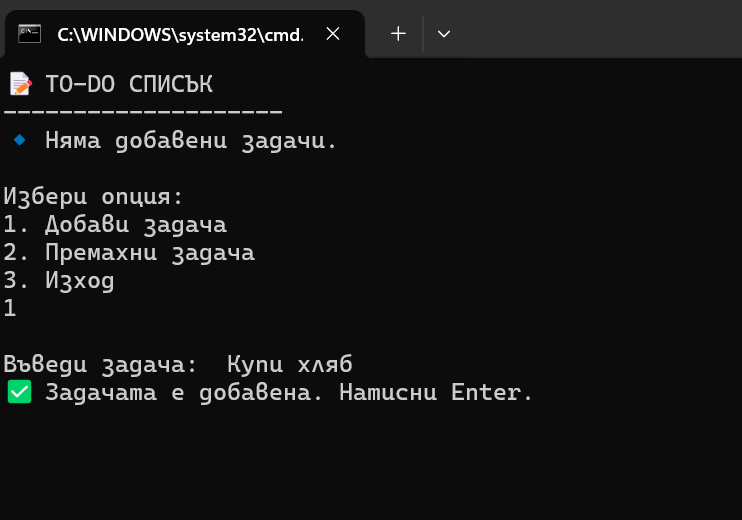 C:\WINDOWS\system32\cmd.
📝 TO-DO СПИСЪК
--------------------
🔹 Няма добавени задачи.
Избери опция:
1. Добави задача
2. Премахни задача
3. Изход
1
Въведи задача:  Купи хляб
✅ Задачата е добавена. Натисни Enter.